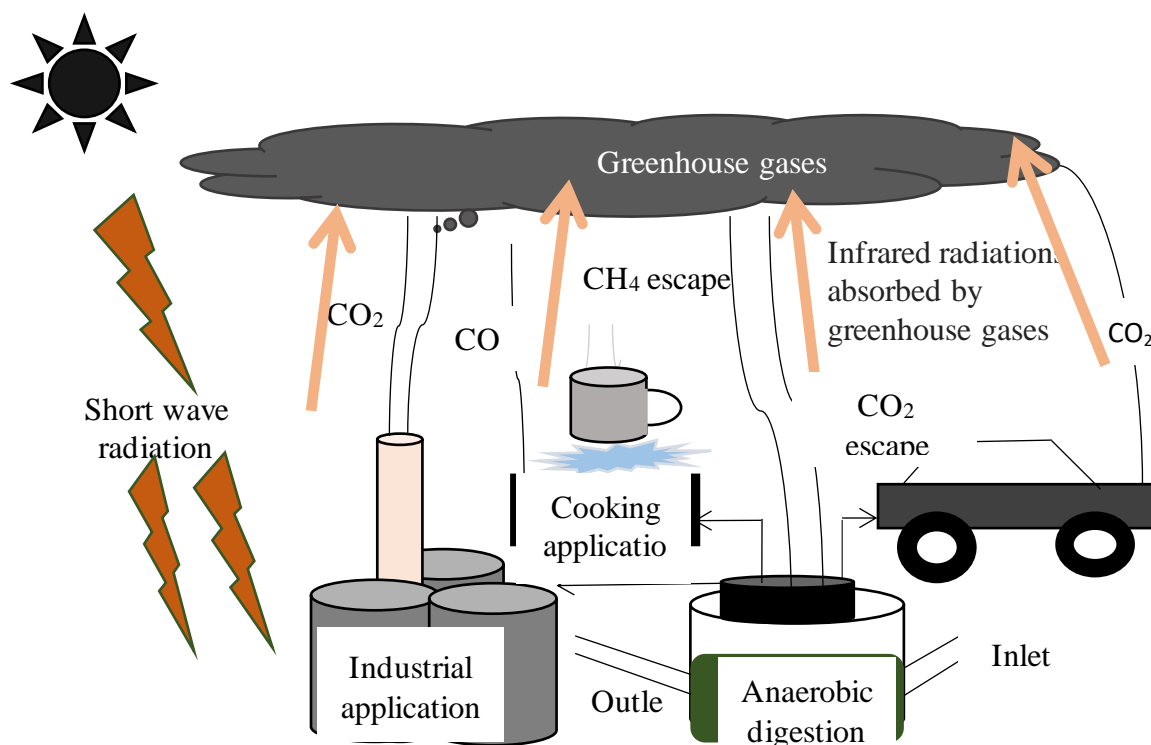 Greenhouse gases
CH₄ escape
Infrared radiations
absorbed by
greenhouse gases
CO₂
CO
CO₂
Short wave
radiation
CO₂
escape
Cooking
applicatio
Industrial
application
Outle
Anaerobic
digestion
Inlet